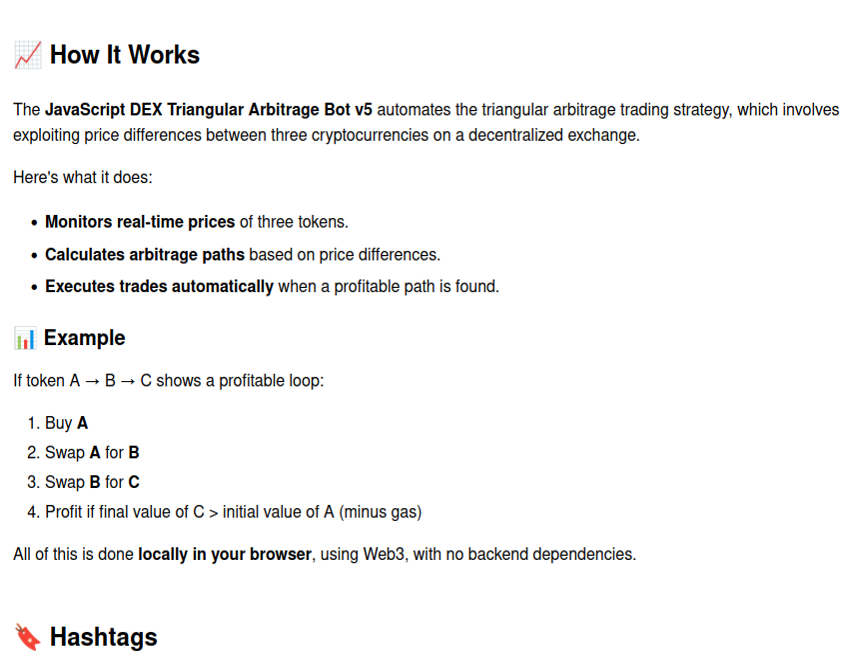 📈 How It Works
The JavaScript DEX Triangular Arbitrage Bot v5 automates the triangular arbitrage trading strategy, which involves
exploiting price differences between three cryptocurrencies on a decentralized exchange.
Here's what it does:
• Monitors real-time prices of three tokens.
• Calculates arbitrage paths based on price differences.
• Executes trades automatically when a profitable path is found.
📊 Example
If token A → B → C shows a profitable loop:
1. Buy A
2. Swap A for B
3. Swap B for C
4. Profit if final value of C > initial value of A (minus gas)
All of this is done locally in your browser, using Web3, with no backend dependencies.
🔖 Hashtags